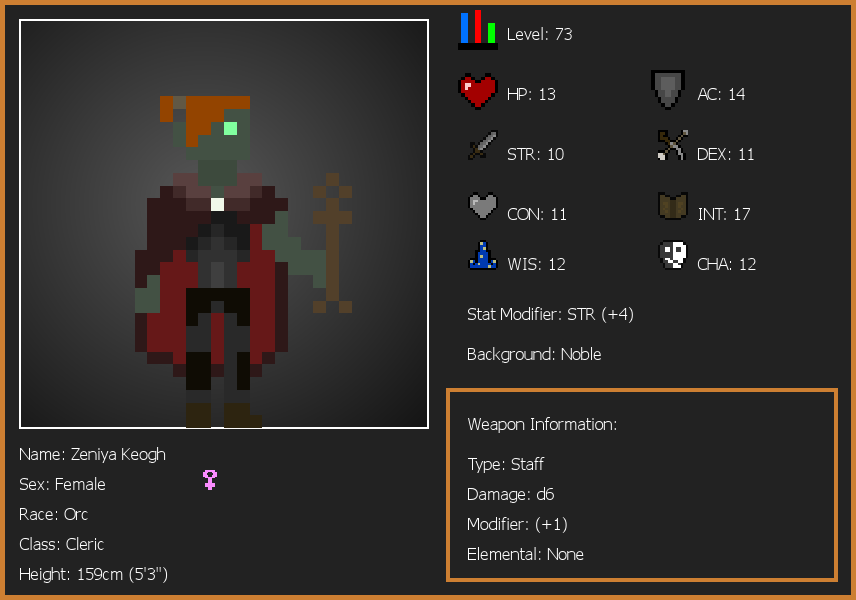 Level: 73
HP: 13
AC: 14
STR: 10
DEX: 11
CON: 11
INT: 17
WIS: 12
CHA: 12
Stat Modifier: STR (+4)
Background: Noble
Weapon Information:
Type: Staff
Damage: d6
Modifier: (+1)
Elemental: None
Name: Zeniya Keogh
Sex: Female
Race: Orc
Class: Cleric
Height: 159cm (5'3")